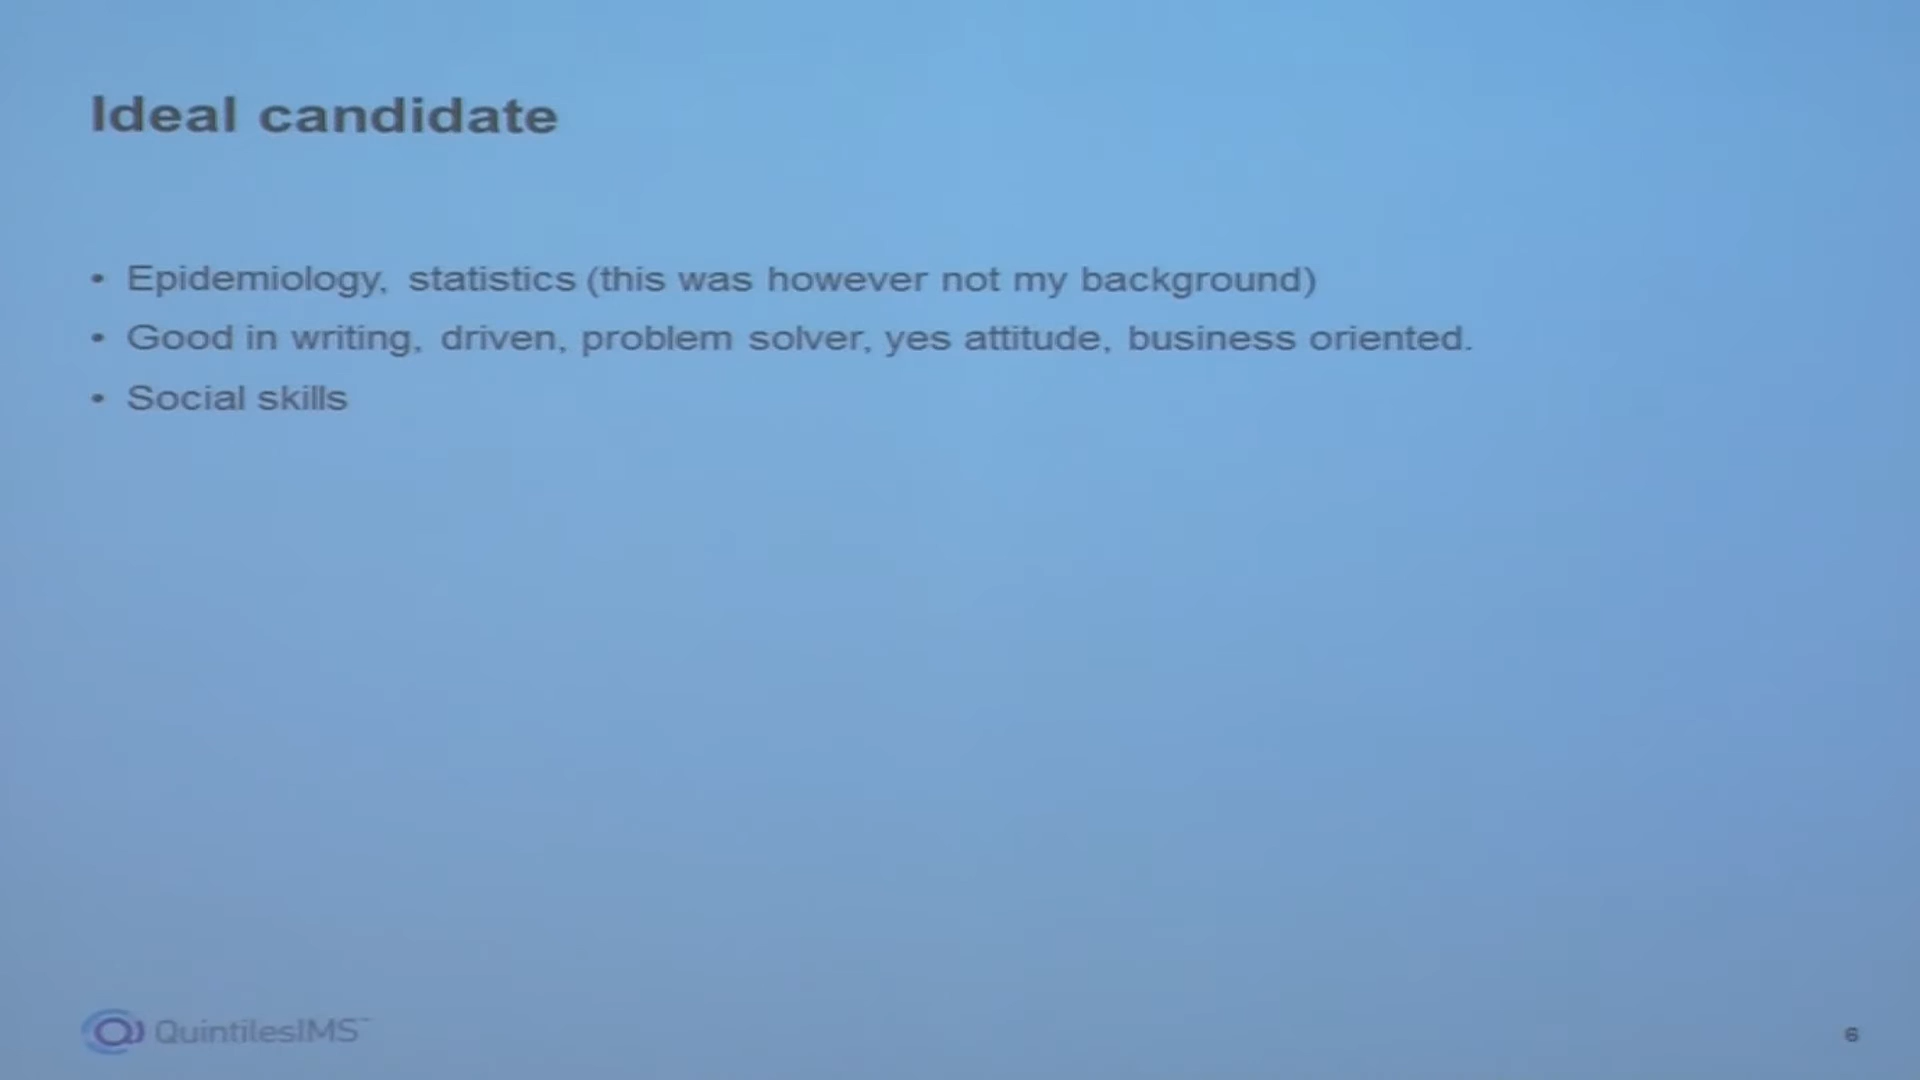 Ideal candidate
• Epidemiology, statistics (this was however not my background)
• Good in writing, driven, problem solver, yes attitude, business oriented.
• Social skills
QuintilesIMS™
6